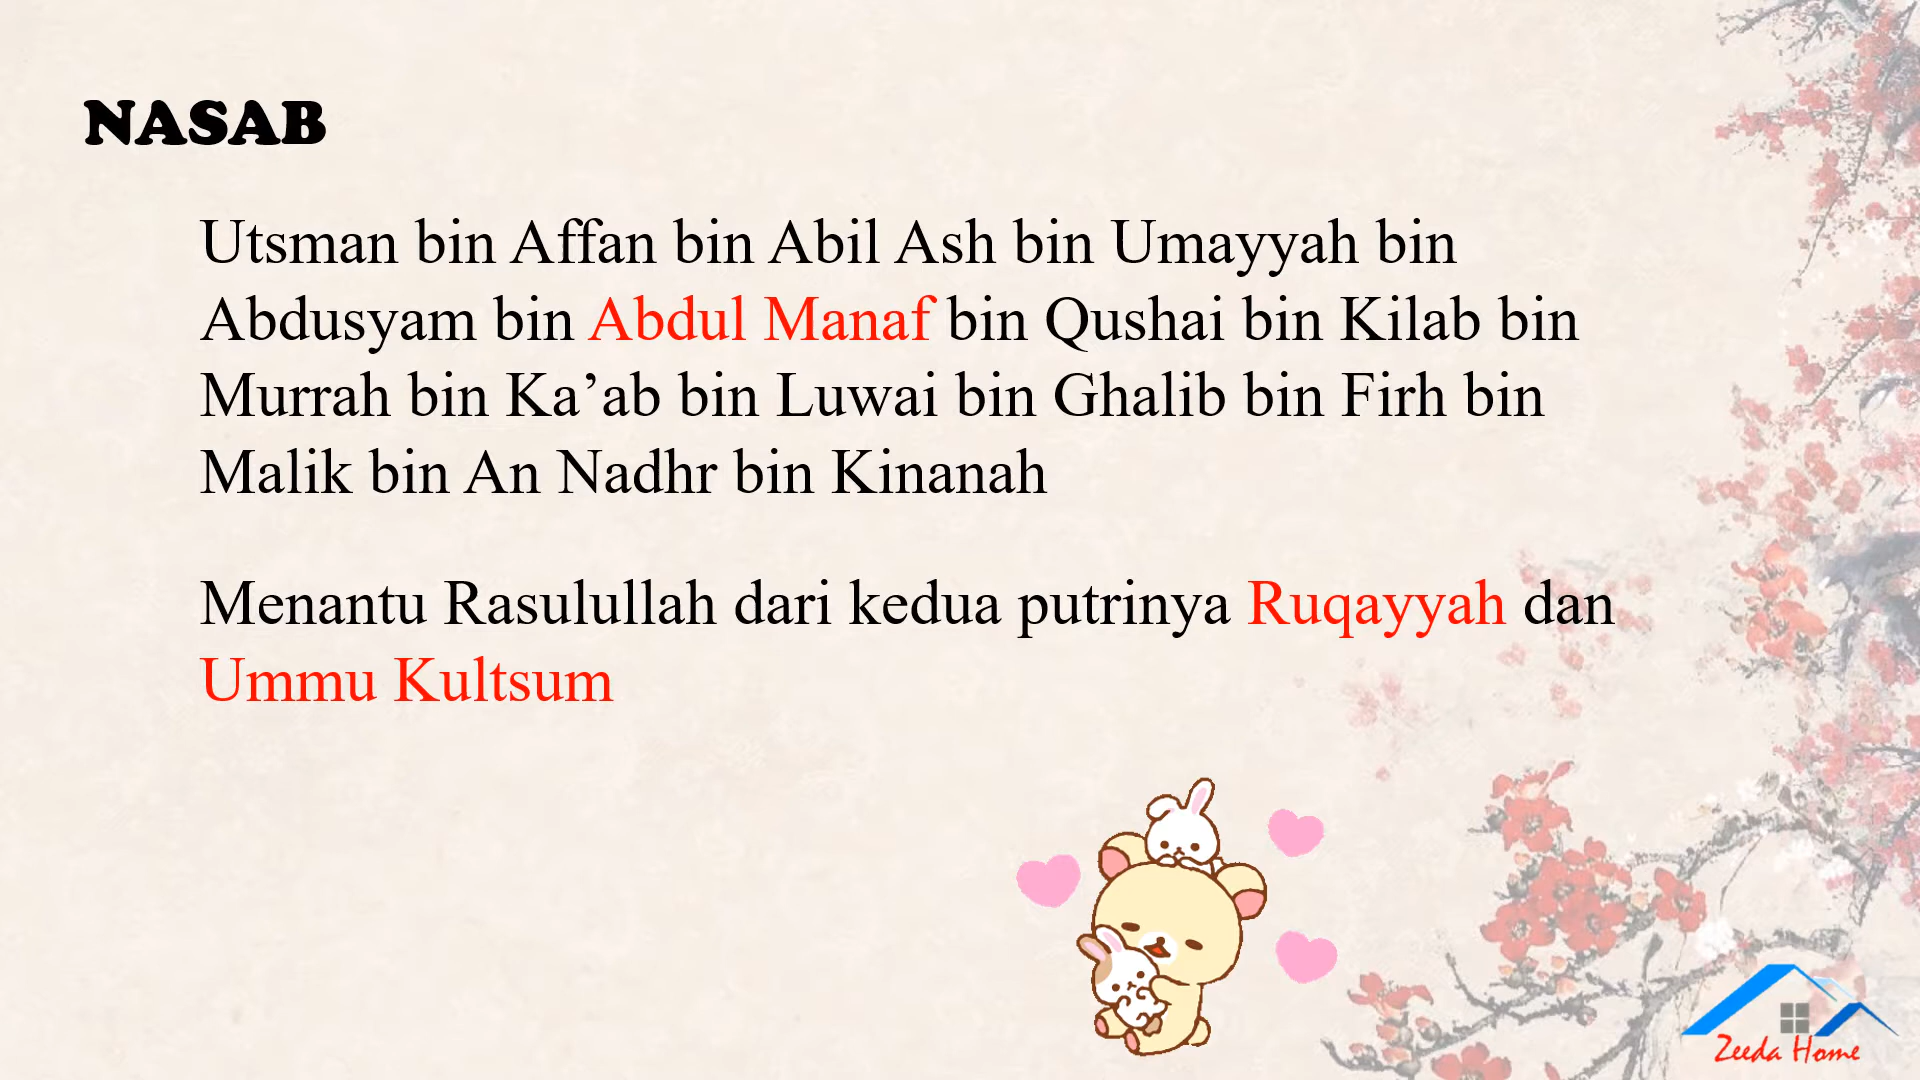 NASAB
Utsman bin Affan bin Abil Ash bin Umayyah bin
Abdusyam bin Abdul Manaf bin Qushai bin Kilab bin
Murrah bin Ka’ab bin Luwai bin Ghalib bin Firh bin
Malik bin An Nadhr bin Kinanah
Menantu Rasulullah dari kedua putrinya Ruqayyah dan
Ummu Kultsum
Zeeda Home